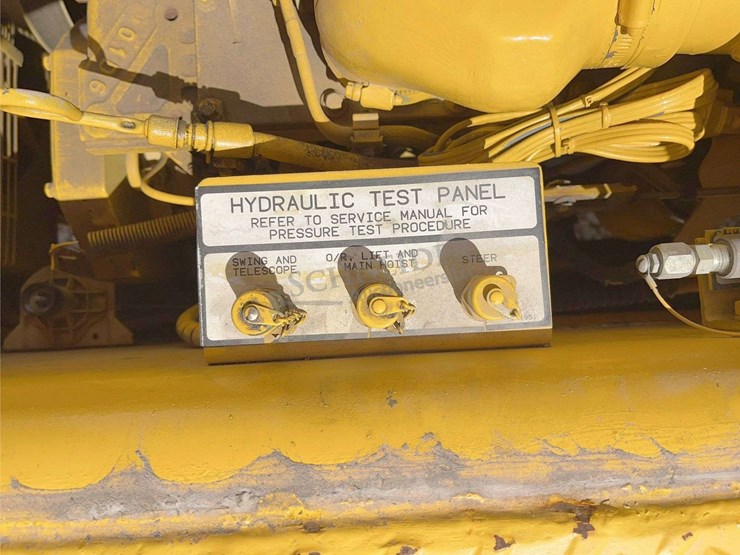 HYDRAULIC TEST PANEL
REFER TO SERVICE MANUAL FOR
PRESSURE TEST PROCEDURE
SWING AND
TELESCOPE
O/R, LIFT AND
MAIN HOIST
STEER